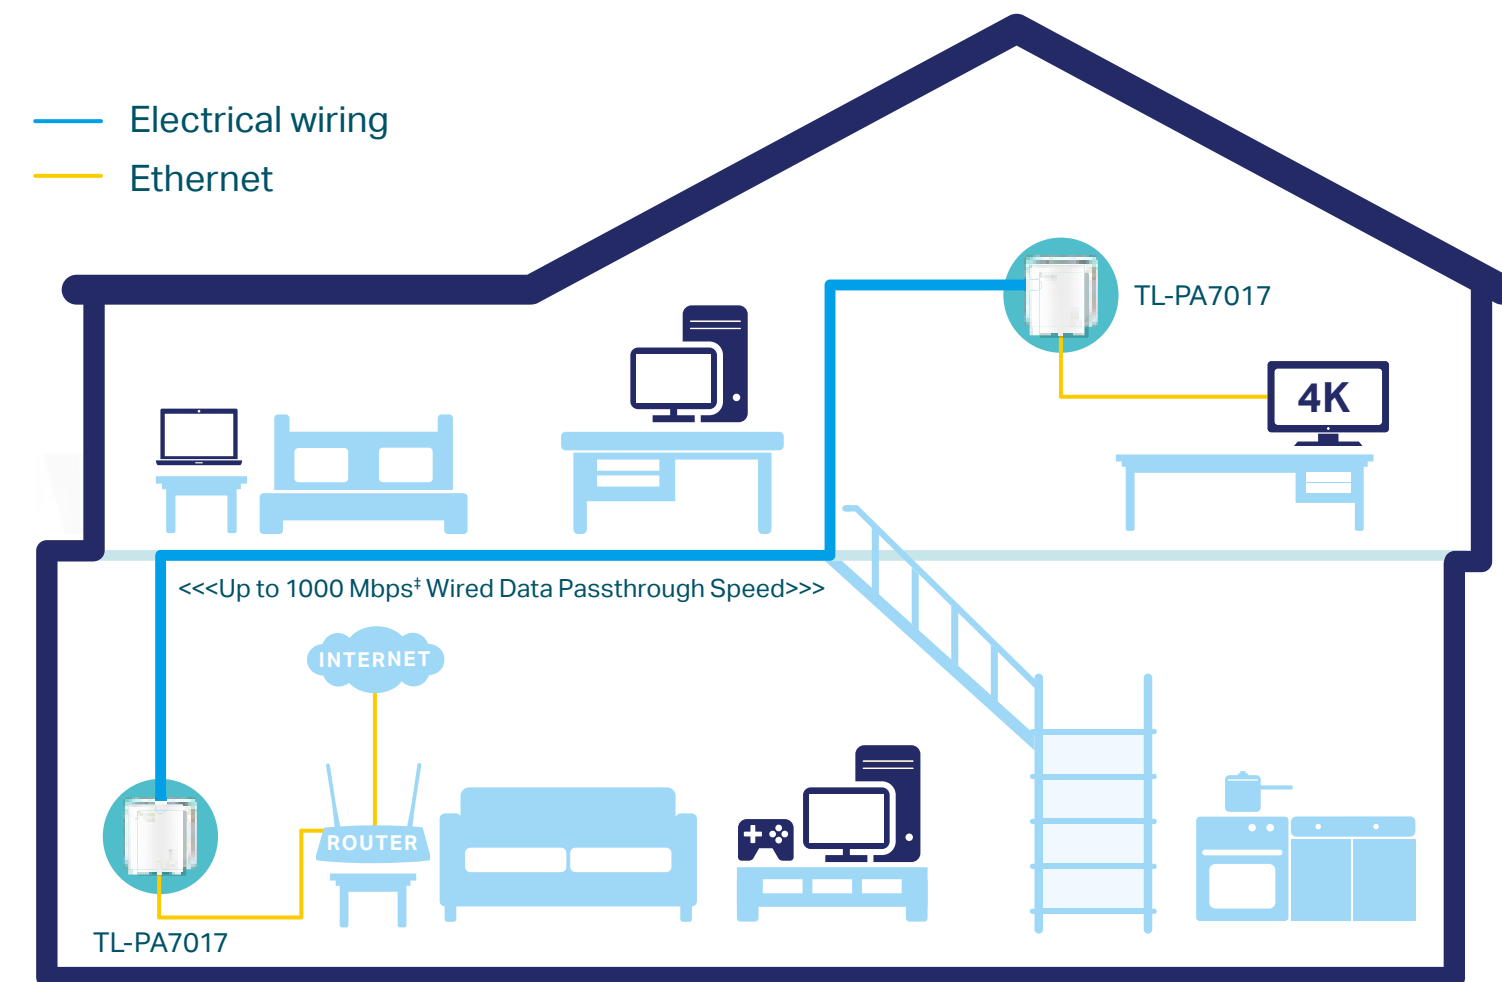 Electrical wiring
Ethernet
TL-PA7017
4K
<<<Up to 1000 Mbps‡ Wired Data Passthrough Speed>>>
INTERNET
ROUTER
TL-PA7017